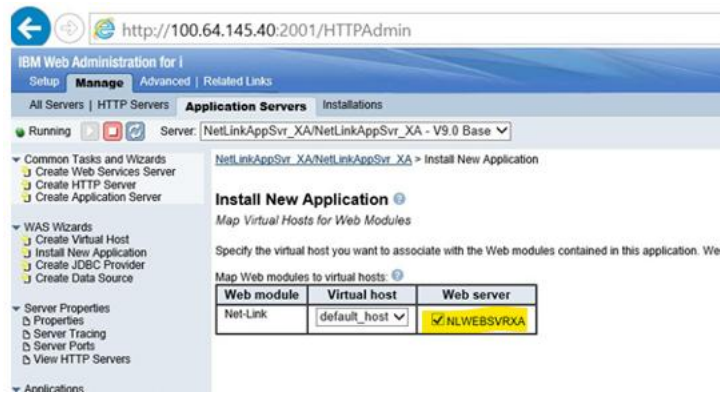 http://100.64.145.40:2001/HTTPAdmin
IBM Web Administration for i
Setup Manage Advanced | Related Links
All Servers | HTTP Servers Application Servers Installations
Running Server: NetLinkAppSvr_XA/NetLinkAppSvr_XA - V9.0 Base
Common Tasks and Wizards
Create Web Services Server
Create HTTP Server
Create Application Server
WAS Wizards
Create Virtual Host
Install New Application
Create JDBC Provider
Create Data Source
Server Properties
Properties
Server Tracing
Server Ports
View HTTP Servers
Applications
NetLinkAppSvr_XA/NetLinkAppSvr_XA > Install New Application
Install New Application
Map Virtual Hosts for Web Modules
Specify the virtual host you want to associate with the Web modules contained in this application. We
Map Web modules to virtual hosts:
Web module Virtual host Web server
Net-Link default_host NLWEBSVRXA